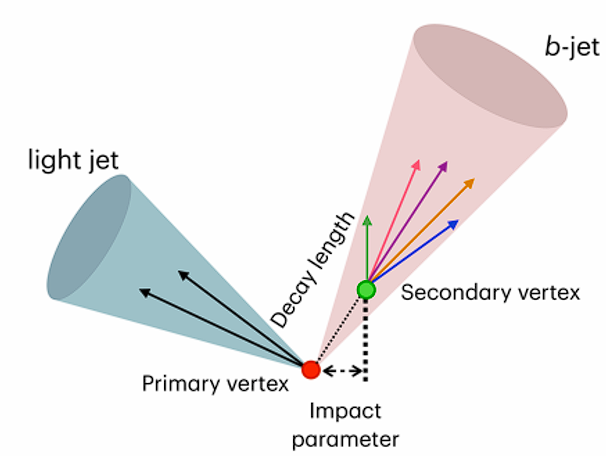 b-jet
light jet
Decay length
Secondary vertex
Primary vertex
Impact
parameter